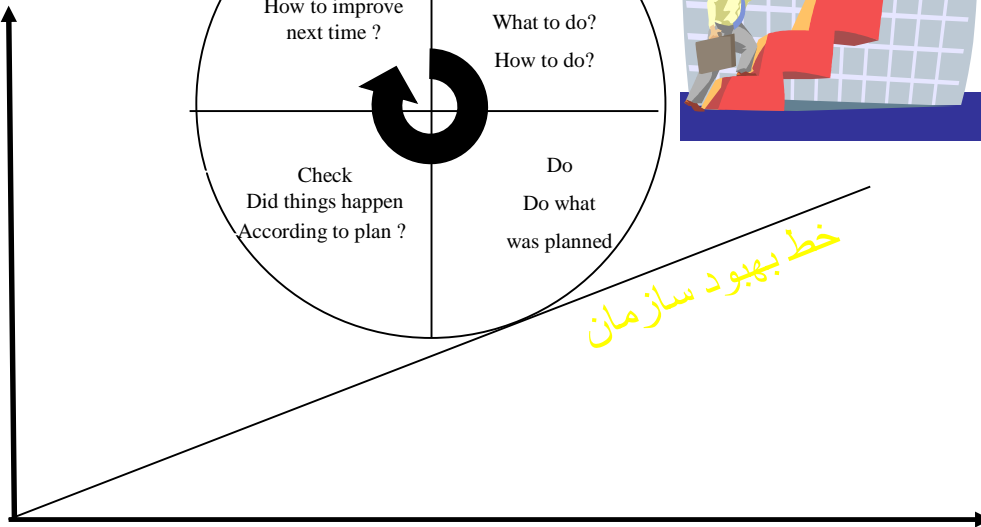 How to improve
next time ?
What to do?
How to do?
Check
Did things happen
According to plan ?
Do
Do what
was planned
خط بهبود سازمان